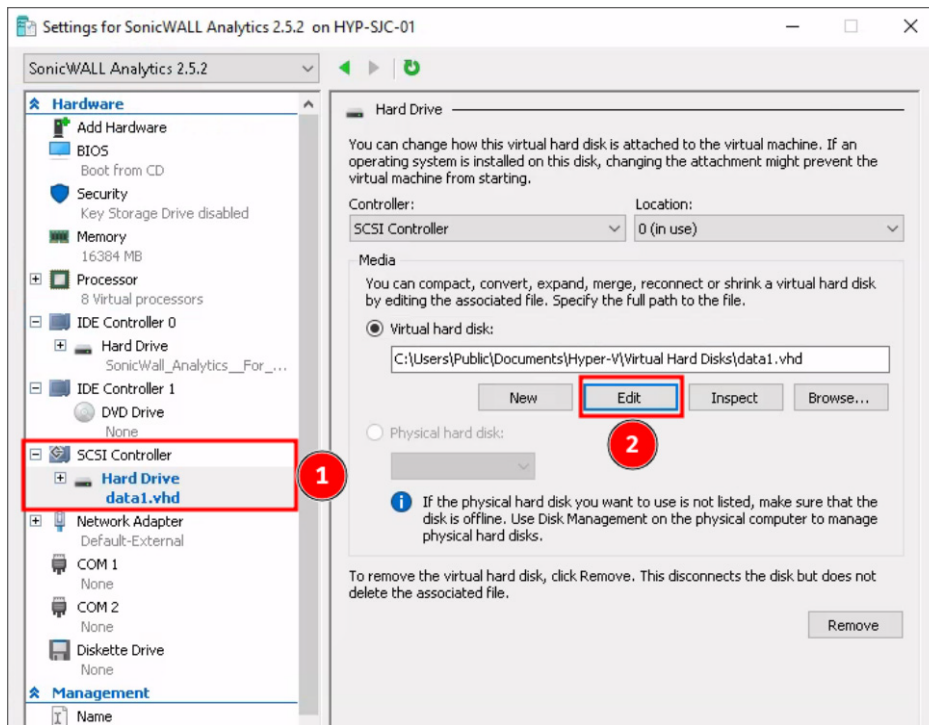 Settings for SonicWALL Analytics 2.5.2 on HYP-SJC-01
SonicWALL Analytics 2.5.2
Hardware
Add Hardware
BIOS
Boot from CD
Security
Key Storage Drive disabled
Memory
16384 MB
Processor
8 Virtual processors
IDE Controller 0
Hard Drive
SonicWall_Analytics__For_...
IDE Controller 1
DVD Drive
None
SCSI Controller
Hard Drive
data1.vhd
1
Network Adapter
Default-External
COM 1
None
COM 2
None
Diskette Drive
None
Management
Name
Hard Drive
You can change how this virtual hard disk is attached to the virtual machine. If an
operating system is installed on this disk, changing the attachment might prevent the
virtual machine from starting.
Controller:
Location:
SCSI Controller
0 (in use)
Media
You can compact, convert, expand, merge, reconnect or shrink a virtual hard disk
by editing the associated file. Specify the full path to the file.
Virtual hard disk:
C:\Users\Public\Documents\Hyper-V\Virtual Hard Disks\data1.vhd
New
Edit
Inspect
Browse...
2
Physical hard disk:
If the physical hard disk you want to use is not listed, make sure that the
disk is offline. Use Disk Management on the physical computer to manage
physical hard disks.
To remove the virtual hard disk, click Remove. This disconnects the disk but does not
delete the associated file.
Remove